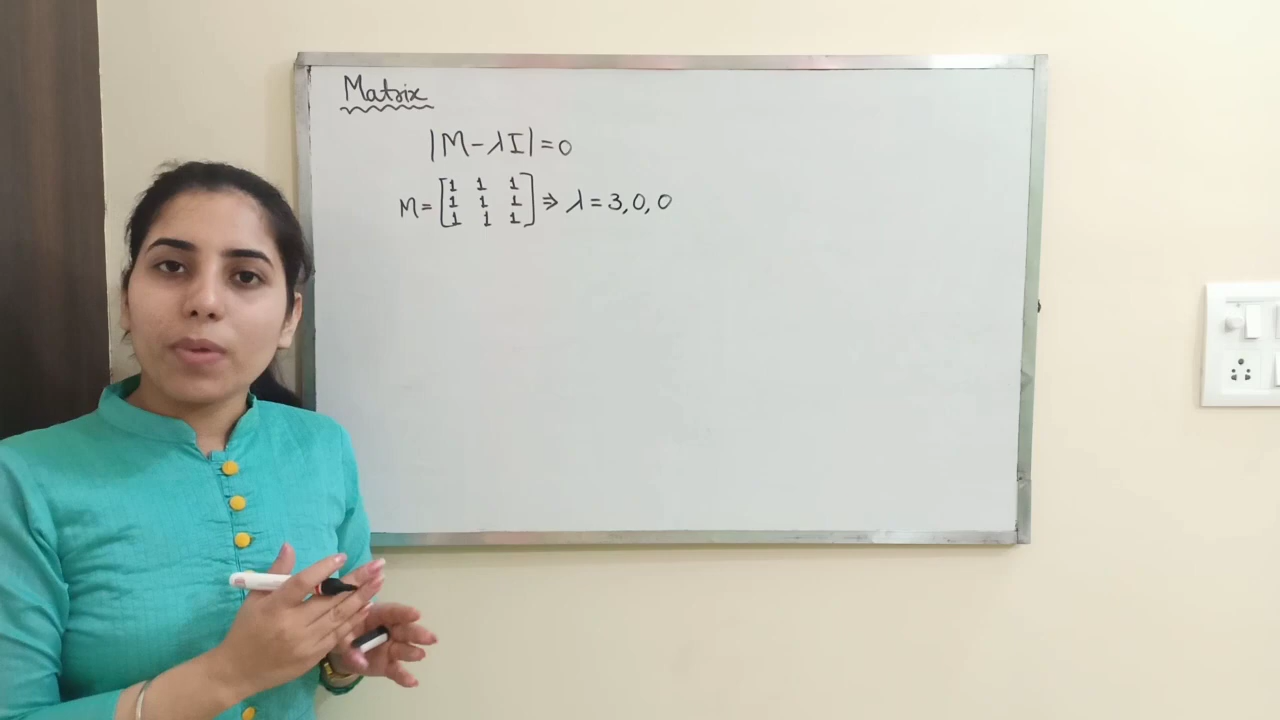 Matrix
|M-λI|=0
M= [1 1 1
1 1 1
1 1 1] ⇒ λ = 3,0,0